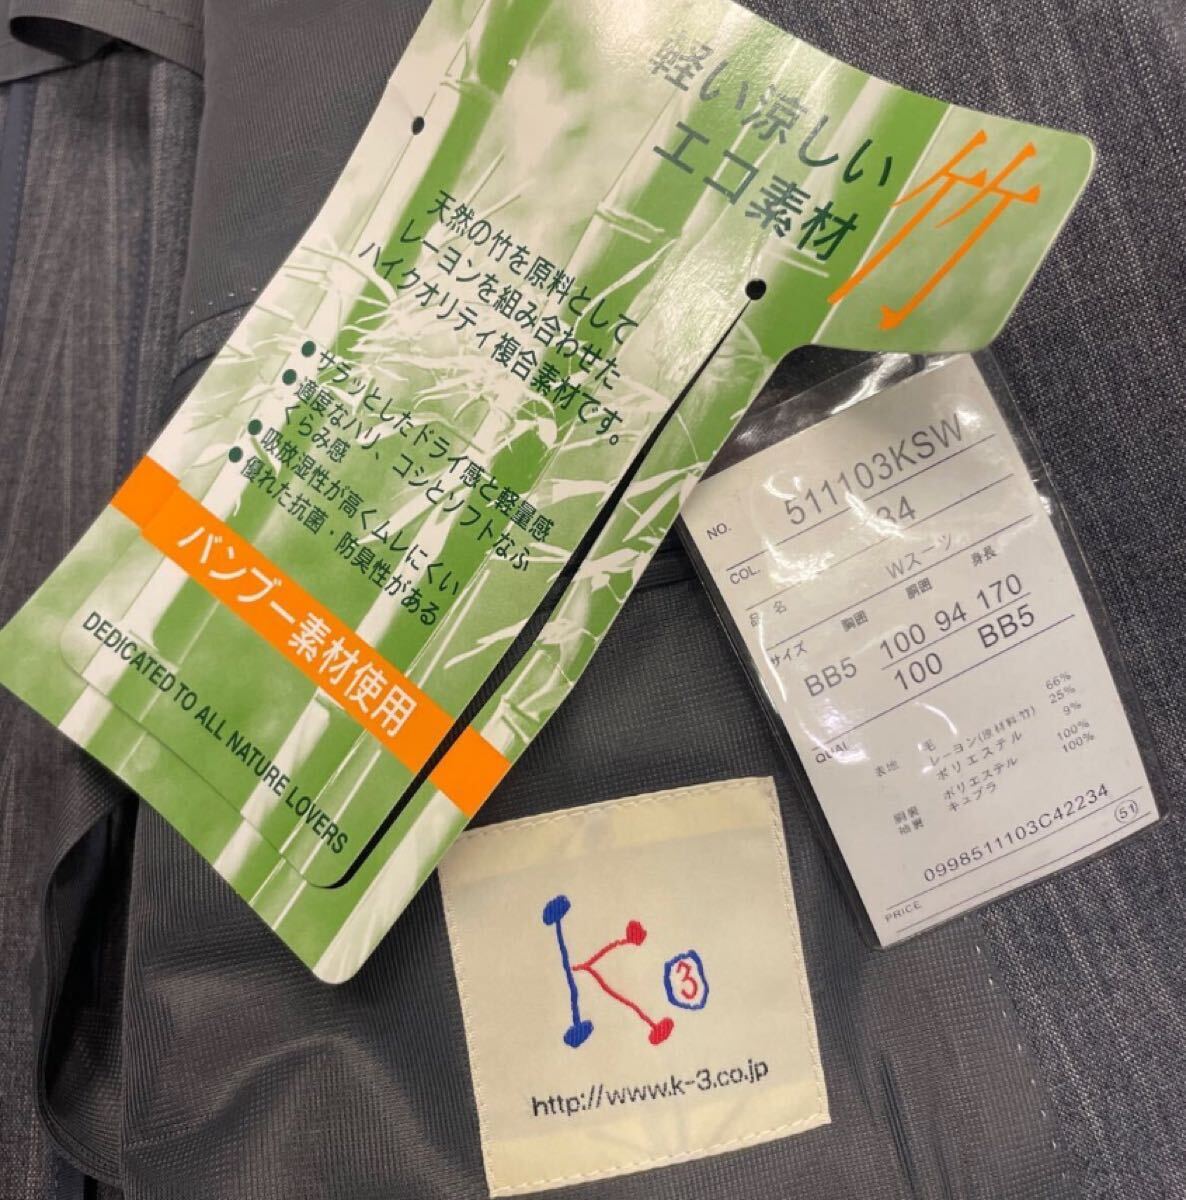 軽い涼しい
エコ素材
竹
天然の竹を原料として
レーヨンを組み合わせた
ハイクオリティ複合素材です。
●サラッとしたドライ感と軽量感
●適度なハリ、コシとソフトなふ
くらみ感
●吸放湿性が高くムレにくい
●優れた抗菌・防臭性がある
バンブー素材使用
DEDICATED TO ALL NATURE LOVERS
NO. 511103KSW
COL. 34
品名 Wスーツ
サイズ 胸囲 胴囲 身長
BB5 100 94 170
100 BB5
QUAL
表地 毛 66%
レーヨン(原材料竹) 25%
ポリエステル 9%
胴裏 ポリエステル 100%
袖裏 キュプラ 100%
0998511103C42234
51
PRICE
K 3
http://www.k-3.co.jp